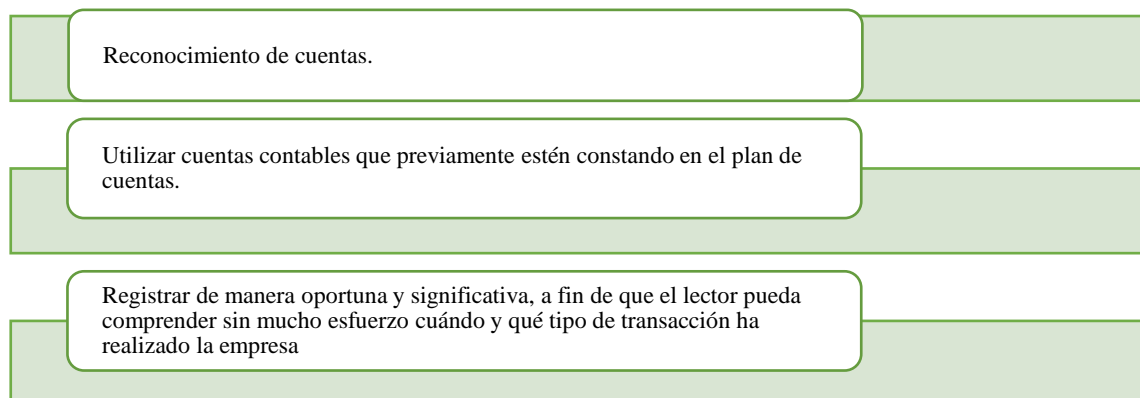 Reconocimiento de cuentas.
Utilizar cuentas contables que previamente estén constando en el plan de
cuentas.
Registrar de manera oportuna y significativa, a fin de que el lector pueda
comprender sin mucho esfuerzo cuándo y qué tipo de transacción ha
realizado la empresa